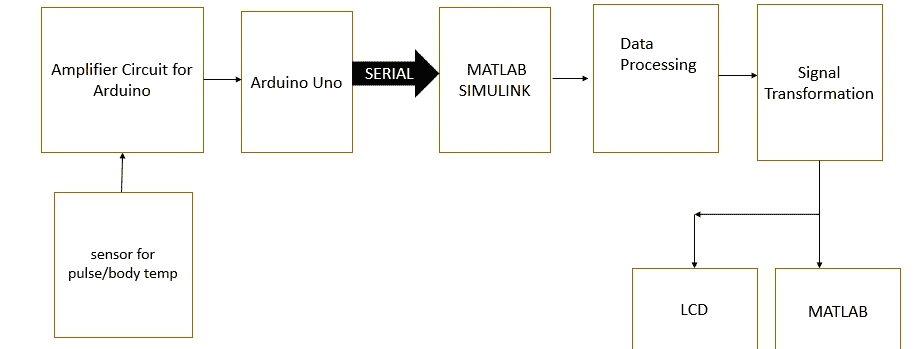 Amplifier Circuit for
Arduino
Arduino Uno
SERIAL
MATLAB
SIMULINK
Data
Processing
Signal
Transformation
sensor for
pulse/body temp
LCD
MATLAB